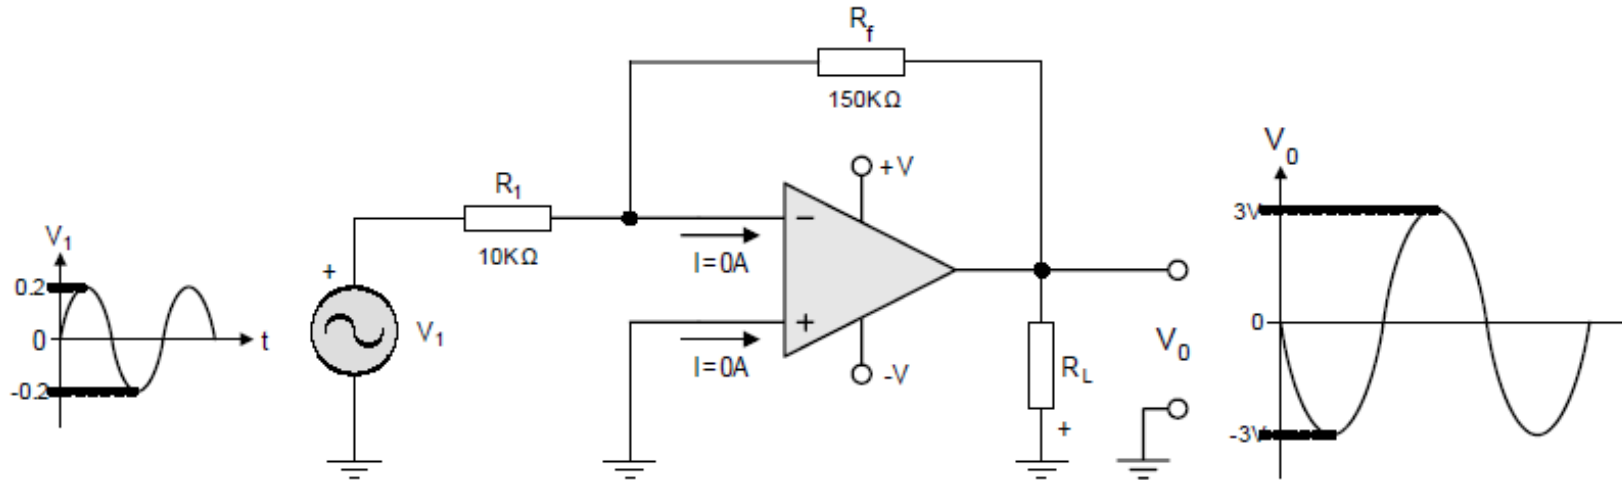 V1
0.2
0
-0.2
t
+
V1
R1
10KΩ
Rf
150KΩ
I=0A
I=0A
−
+
+V
-V
RL
+
V0
V0
3V
0
-3V